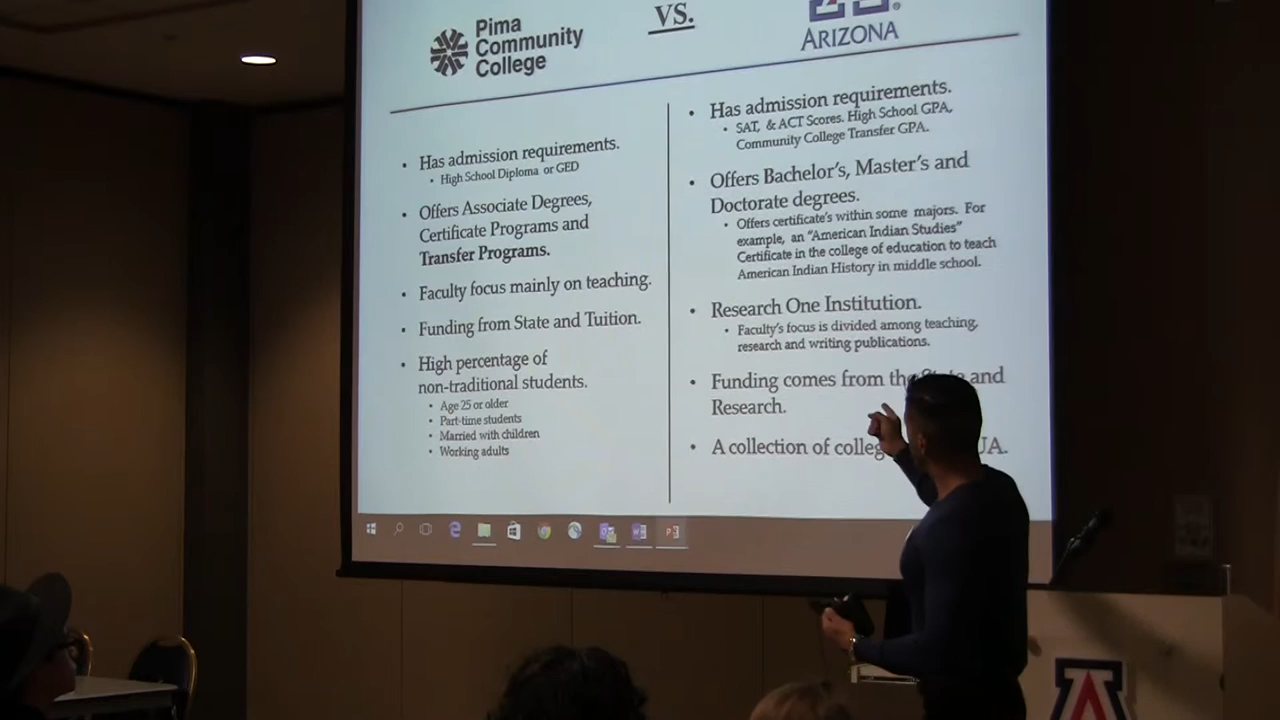 Pima
Community
College
VS.
ARIZONA
• Has admission requirements.
• High School Diploma or GED
• Offers Associate Degrees,
Certificate Programs and
Transfer Programs.
• Faculty focus mainly on teaching.
• Funding from State and Tuition.
• High percentage of
non-traditional students.
• Age 25 or older
• Part-time students
• Married with children
• Working adults
• Has admission requirements.
• SAT, & ACT Scores. High School GPA,
Community College Transfer GPA.
• Offers Bachelor's, Master's and
Doctorate degrees.
• Offers certificate's within some majors. For
example, an "American Indian Studies"
Certificate in the college of education to teach
American Indian History in middle school.
• Research One Institution.
• Faculty's focus is divided among teaching,
research and writing publications.
• Funding comes from the State and
Research.
• A collection of UA.
A